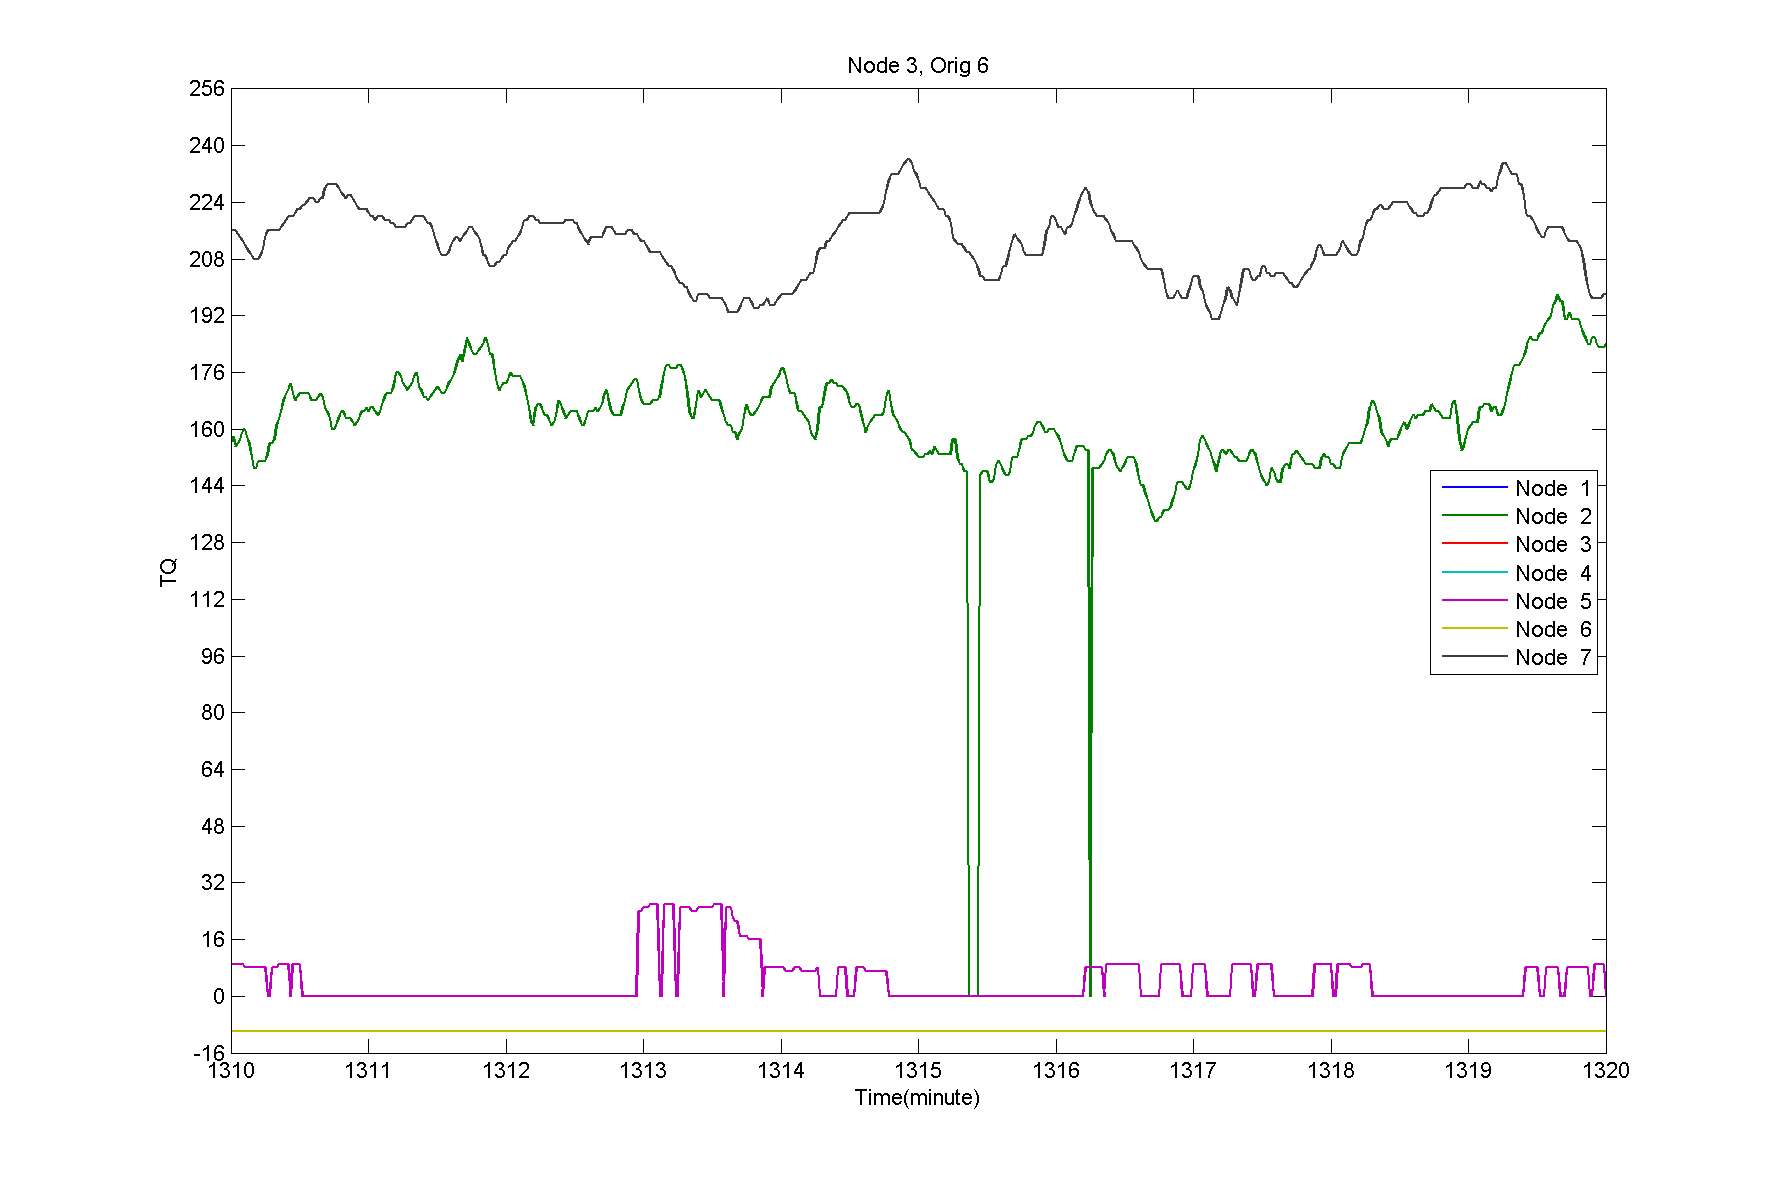 Node 3, Orig 6
256
240
224
208
192
176
160
144
128
112
96
80
64
48
32
16
0
-16
TQ
Node 1
Node 2
Node 3
Node 4
Node 5
Node 6
Node 7
1310 1311 1312 1313 1314 1315 1316 1317 1318 1319 1320
Time(minute)